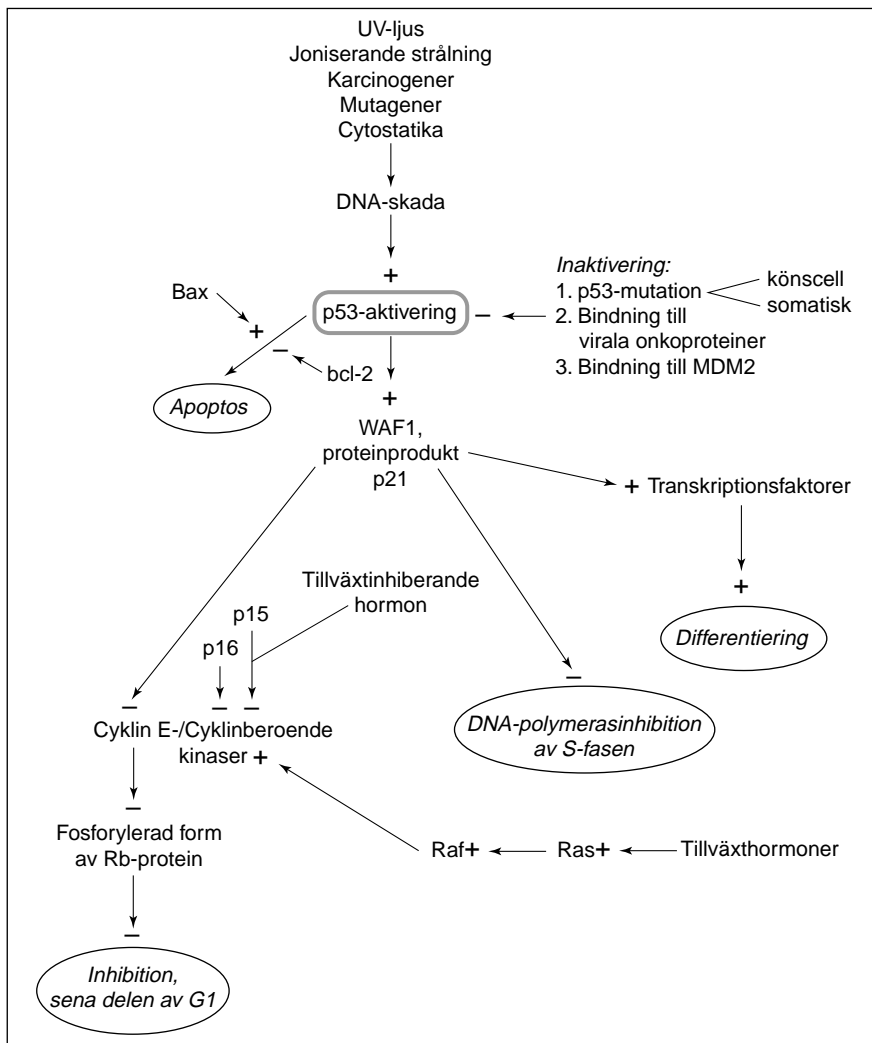 UV-ljus
Joniserande strålning
Karcinogener
Mutagener
Cytostatika
DNA-skada
+
Inaktivering:
1. p53-mutation
könscell
somatisk
2. Bindning till
virala onkoproteiner
3. Bindning till MDM2
Bax
+
p53-aktivering
−
−
bcl-2
Apoptos
+
WAF1,
proteinprodukt
p21
+ Transkriptionsfaktorer
+
Differentiering
Tillväxtinhiberande
hormon
p15
p16
−
−
−
−
Cyklin E-/Cyklinberoende
kinaser +
DNA-polymerasinhibition
av S-fasen
−
Fosforylerad form
av Rb-protein
Raf+
Ras+
Tillväxthormoner
−
Inhibition,
sena delen av G1